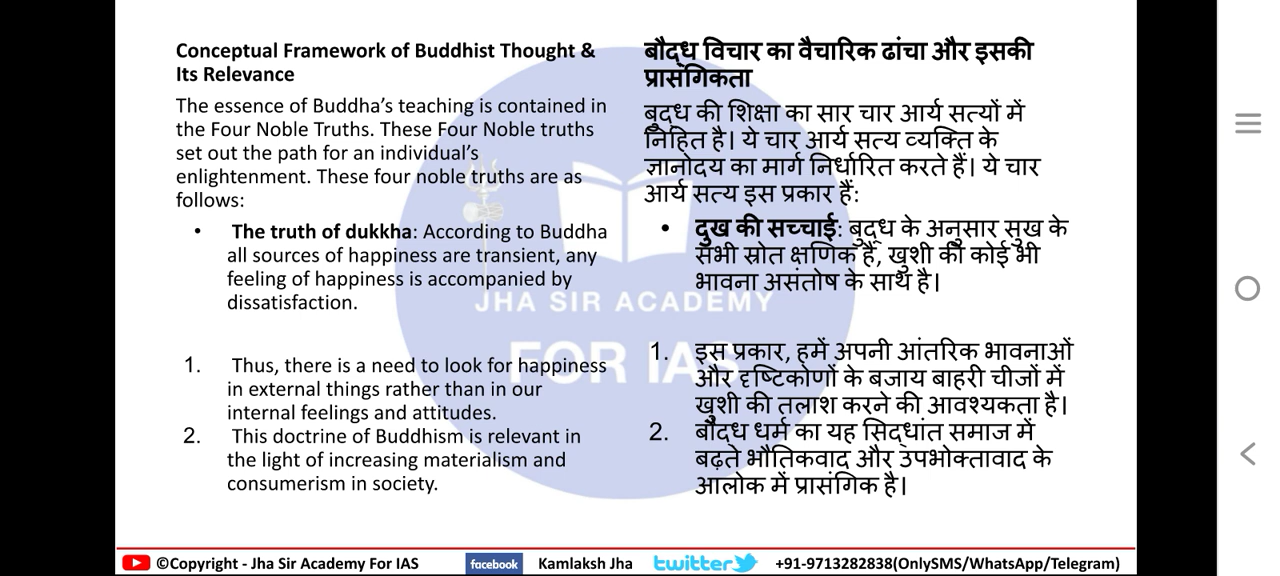 Conceptual Framework of Buddhist Thought &
Its Relevance
The essence of Buddha's teaching is contained in
the Four Noble Truths. These Four Noble truths
set out the path for an individual's
enlightenment. These four noble truths are as
follows:
• The truth of dukkha: According to Buddha
all sources of happiness are transient, any
feeling of happiness is accompanied by
dissatisfaction.
1. Thus, there is a need to look for happiness
in external things rather than in our
internal feelings and attitudes.
2. This doctrine of Buddhism is relevant in
the light of increasing materialism and
consumerism in society.
बौद्ध विचार का वैचारिक ढांचा और इसकी
प्रासंगिकता
बुद्ध की शिक्षा का सार चार आर्य सत्यों में
निहित है। ये चार आर्य सत्य व्यक्ति के
ज्ञानोदय का मार्ग निर्धारित करते हैं। ये चार
आर्य सत्य इस प्रकार हैं:
• दुख की सच्चाई: बुद्ध के अनुसार सुख के
सभी स्रोत क्षणिक हैं, खुशी की कोई भी
भावना असंतोष के साथ है।
1. इस प्रकार, हमें अपनी आंतरिक भावनाओं
और दृष्टिकोणों के बजाय बाहरी चीजों में
खुशी की तलाश करने की आवश्यकता है।
2. बौद्ध धर्म का यह सिद्धांत समाज में
बढ़ते भौतिकवाद और उपभोक्तावाद के
आलोक में प्रासंगिक है।
JHA SIR ACADEMY
FOR IAS
©Copyright - Jha Sir Academy For IAS facebook Kamlaksh Jha twitter +91-9713282838(OnlySMS/WhatsApp/Telegram)